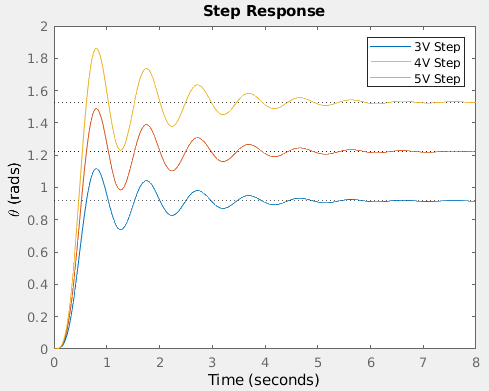 Step Response
2
1.8
1.6
1.4
1.2
1
0.8
0.6
0.4
0.2
0
θ (rads)
3V Step
4V Step
5V Step
0 1 2 3 4 5 6 7 8
Time (seconds)